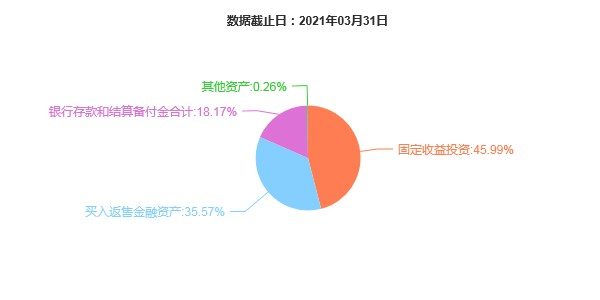 数据截止日：2021年03月31日
其他资产:0.26%
银行存款和结算备付金合计:18.17%
固定收益投资:45.99%
买入返售金融资产:35.57%